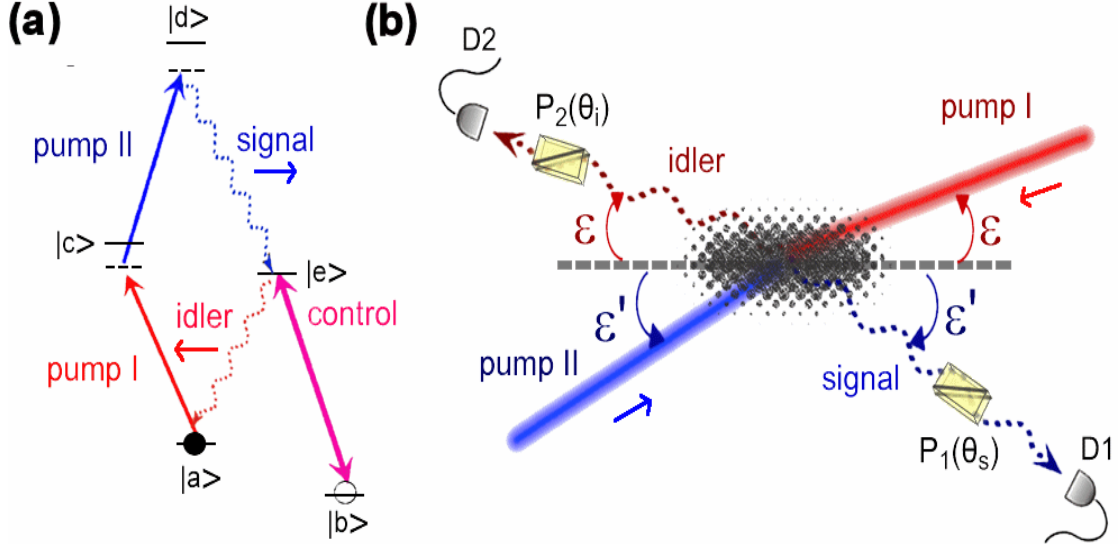 (a)
|d>
pump II
signal
|c>
|e>
idler
control
pump I
|a>
|b>
(b)
D2
P₂(θᵢ)
pump I
idler
ε
ε
ε'
ε'
pump II
signal
P₁(θₛ)
D1